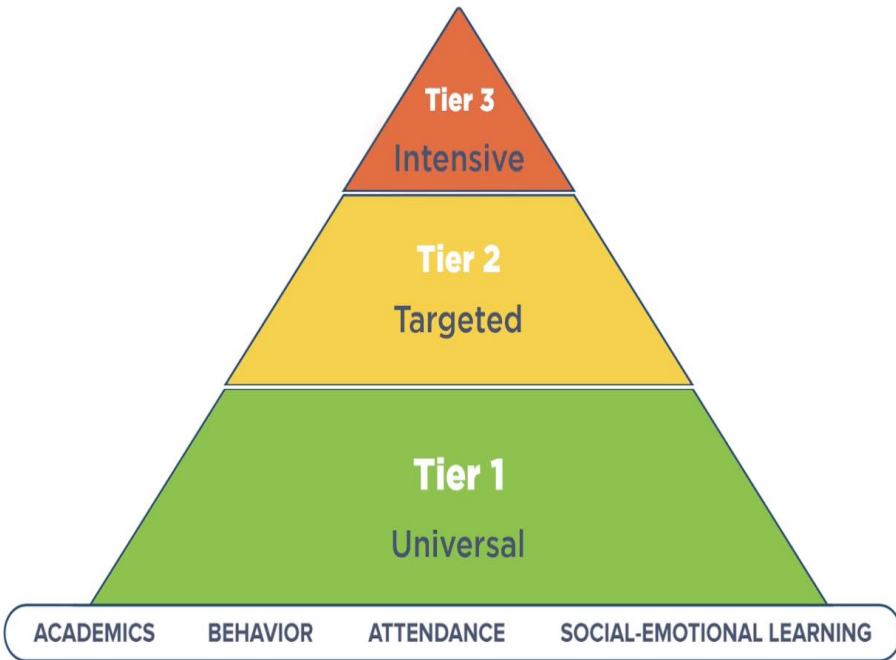 Tier 3
Intensive
Tier 2
Targeted
Tier 1
Universal
ACADEMICS BEHAVIOR ATTENDANCE SOCIAL-EMOTIONAL LEARNING